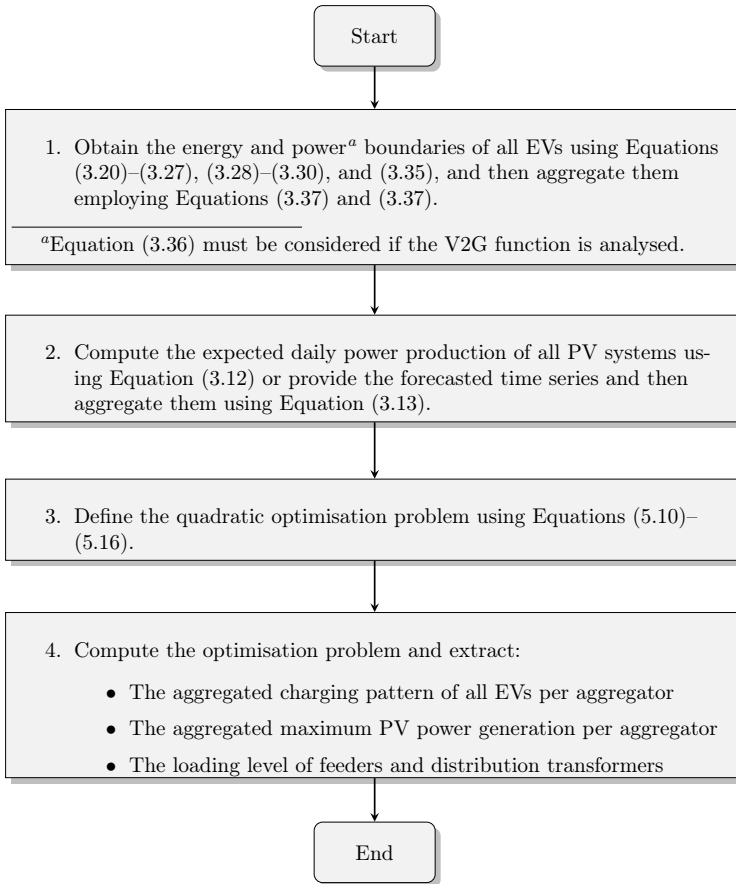 Start
1. Obtain the energy and power^a boundaries of all EVs using Equations
(3.20)–(3.27), (3.28)–(3.30), and (3.35), and then aggregate them
employing Equations (3.37) and (3.37).
^aEquation (3.36) must be considered if the V2G function is analysed.
2. Compute the expected daily power production of all PV systems us-
ing Equation (3.12) or provide the forecasted time series and then
aggregate them using Equation (3.13).
3. Define the quadratic optimisation problem using Equations (5.10)–
(5.16).
4. Compute the optimisation problem and extract:
• The aggregated charging pattern of all EVs per aggregator
• The aggregated maximum PV power generation per aggregator
• The loading level of feeders and distribution transformers
End